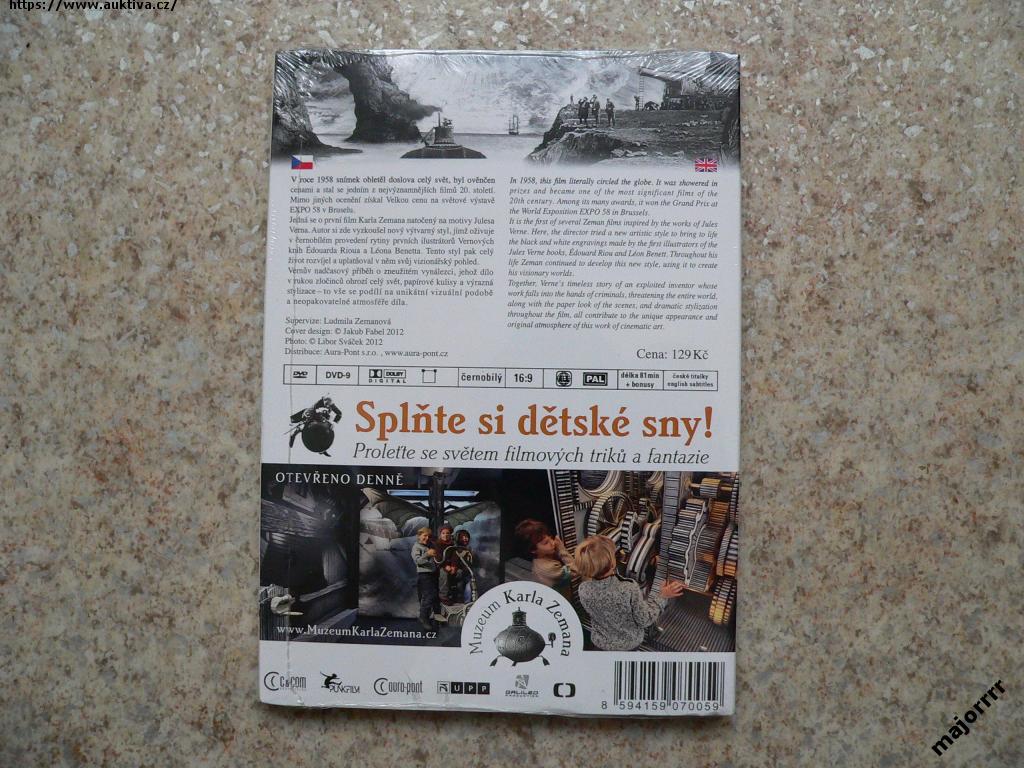 https://www.auktiva.cz/
V roce 1958 snímek obletěl doslova celý svět, byl ověnčen
cenami a stal se jedním z nejvýznamnějších filmů 20. století.
Mimo jiných ocenění získal Velkou cenu na světové výstavě
EXPO 58 v Bruselu.
Jedná se o první film Karla Zemana natočený na motivy Julesa
Verna. Autor si zde vyzkoušel nový výtvarný styl, jímž oživuje
v černobílém provedení rytiny prvních ilustrátorů Vernových
knih Édouarda Rioua a Léona Benetta. Tento styl pak celý
život rozvíjel a uplatňoval v něm svůj vizionářský pohled.
Vernův nadčasový příběh o zneužitém vynálezci, jehož dílo
v rukou zločinců ohrozí celý svět, papírové kulisy a výrazná
stylizace – to vše se podílí na unikátní vizuální podobě
a neopakovatelné atmosféře díla.
In 1958, this film literally circled the globe. It was showered in
prizes and became one of the most significant films of the
20th century. Among its many awards, it won the Grand Prix at
the World Exposition EXPO 58 in Brussels.
It is the first of several Zeman films inspired by the works of Jules
Verne. Here, the director tried a new artistic style to bring to life
the black and white engravings made by the first illustrators of the
Jules Verne books, Édouard Riou and Léon Benett. Throughout his
life Zeman continued to develop this new style, using it to create
his visionary worlds.
Together, Verne's timeless story of an exploited inventor whose
work falls into the hands of criminals, threatening the entire world,
along with the paper look of the scenes, and dramatic stylization
throughout the film, all contribute to the unique appearance and
original atmosphere of this work of cinematic art.
Supervize: Ludmila Zemanová
Cover design: © Jakub Fabel 2012
Photo: © Libor Sváček 2012
Distribuce: Aura-Pont s.r.o. , www.aura-pont.cz
Cena: 129 Kč
DVD DVD-9 DOLBY DIGITAL černobílý 16:9 PAL délka 81min + bonusy české titulky english subtitles
Splňte si dětské sny!
Proleťte se světem filmových triků a fantazie
OTEVŘENO DENNĚ
www.MuzeumKarlaZemana.cz
Muzeum Karla Zemana
C&COM PUNKFILM aura-pont UPP GALILEO
8 594159 070059
majorrrr